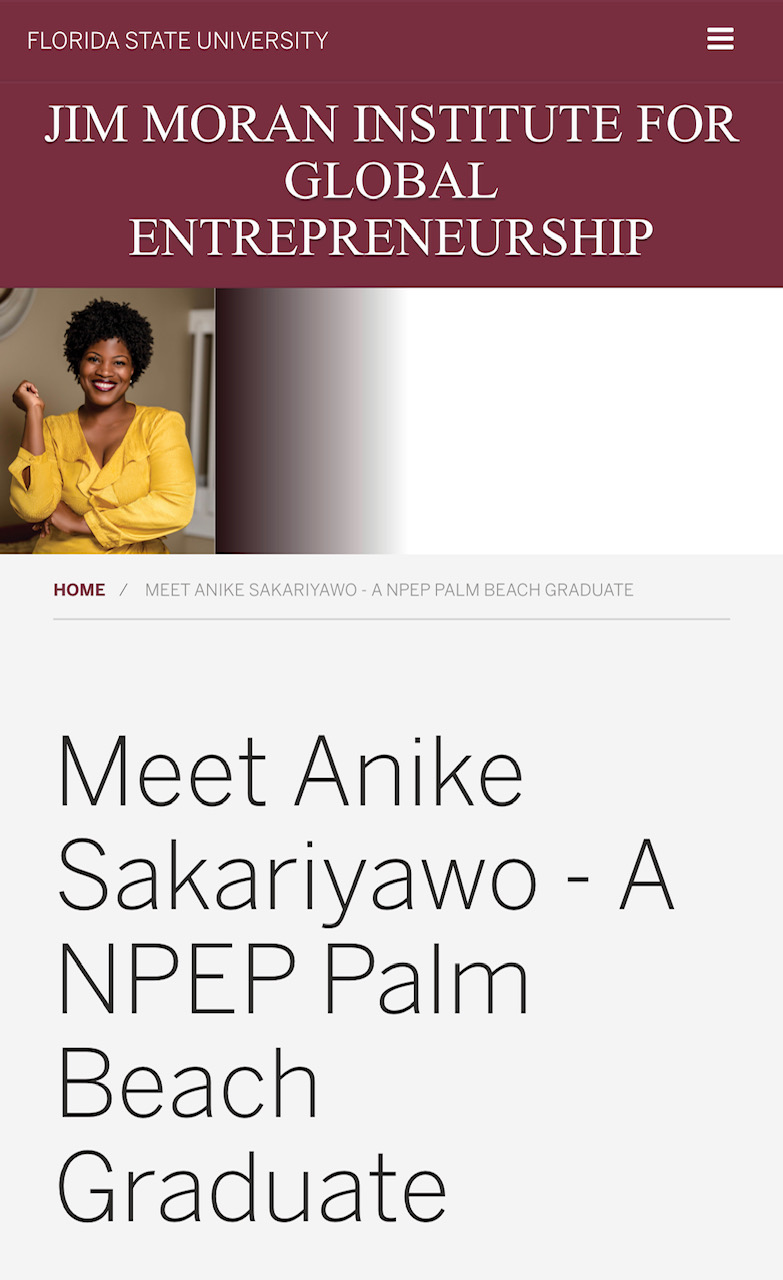 FLORIDA STATE UNIVERSITY
JIM MORAN INSTITUTE FOR
GLOBAL
ENTREPRENEURSHIP
HOME / MEET ANIKE SAKARIYAWO - A NPEP PALM BEACH GRADUATE
Meet Anike
Sakariyawo - A
NPEP Palm
Beach
Graduate